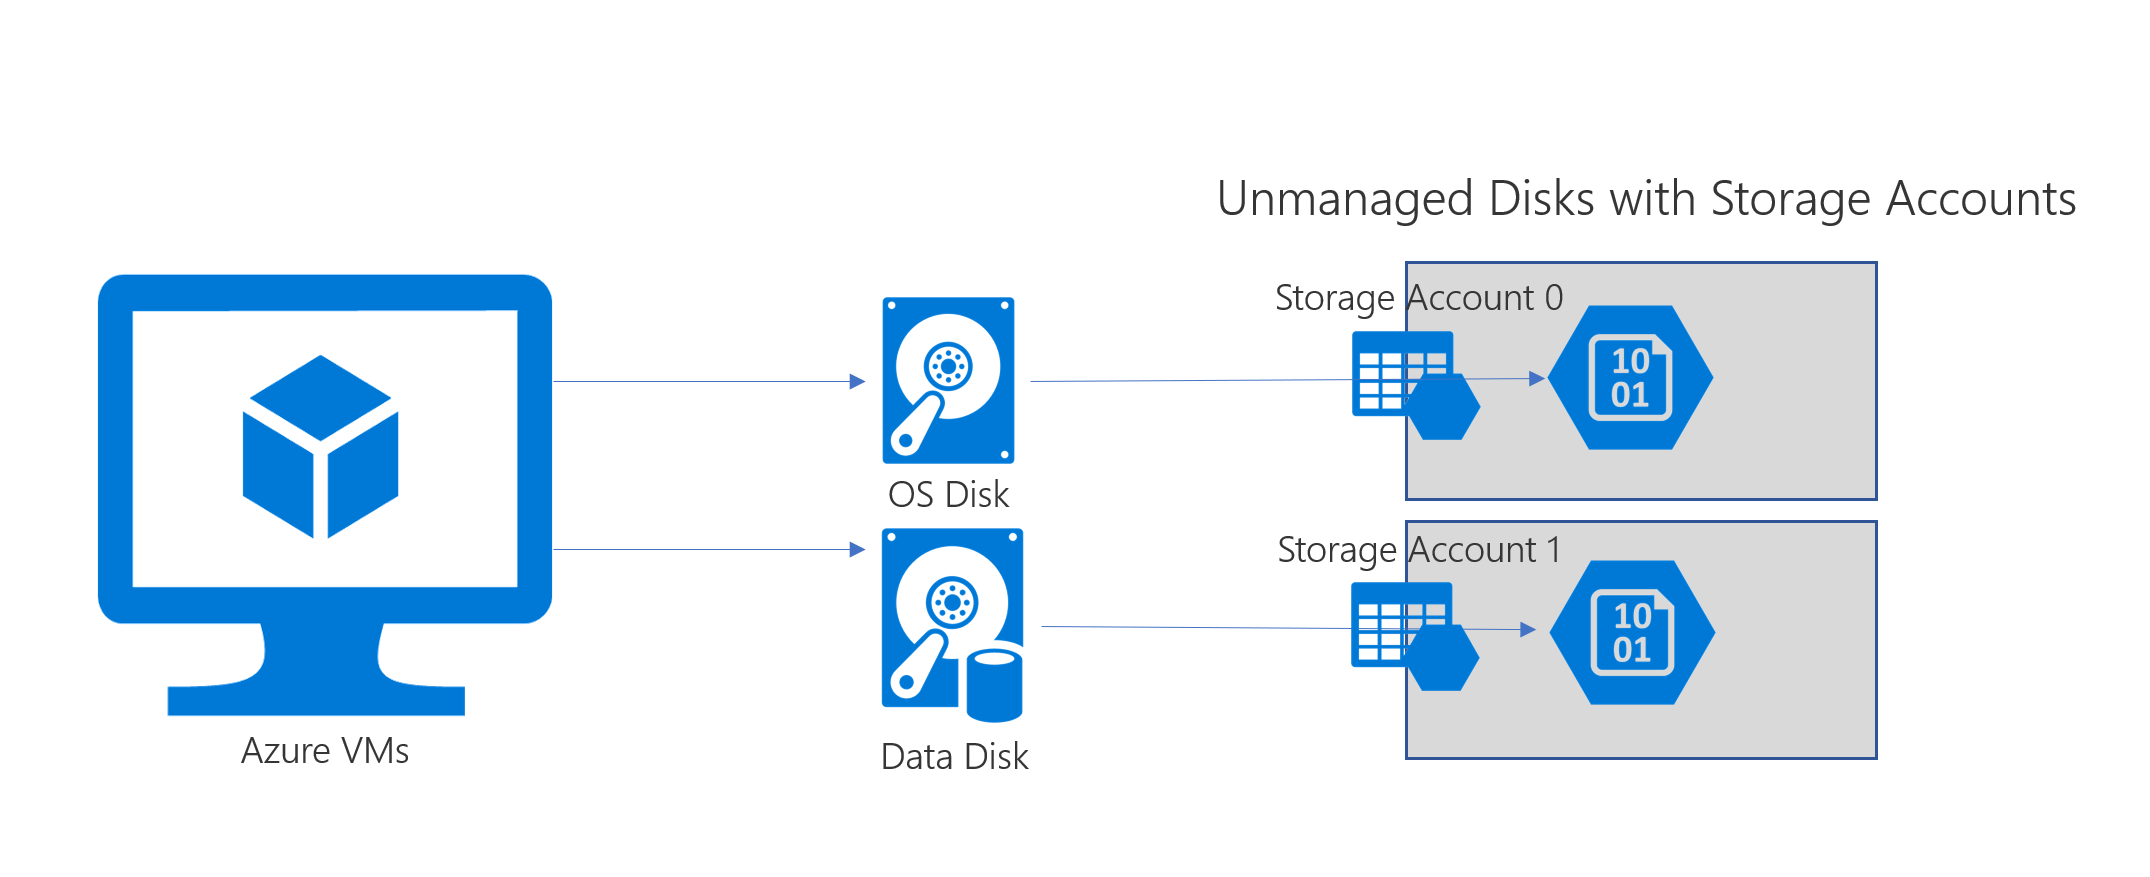 Unmanaged Disks with Storage Accounts
Storage Account 0
10
01
OS Disk
Storage Account 1
10
01
Azure VMs
Data Disk